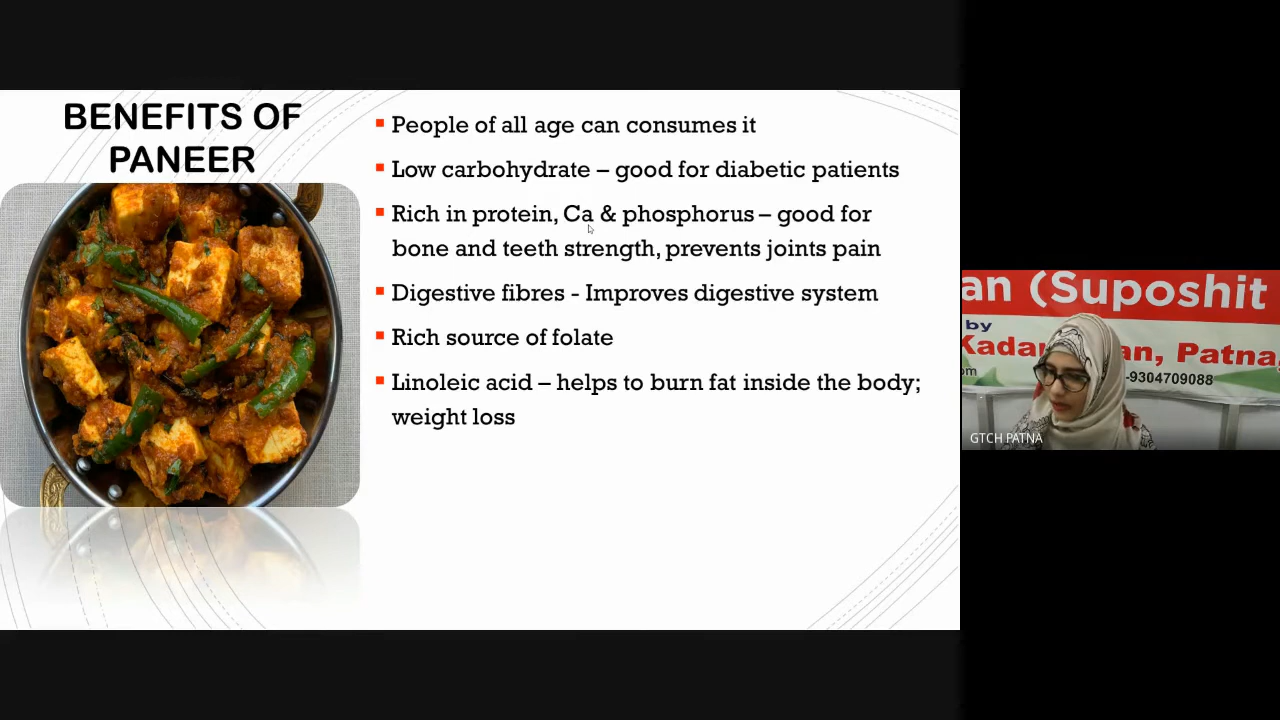 BENEFITS OF
PANEER
People of all age can consumes it
Low carbohydrate – good for diabetic patients
Rich in protein, Ca & phosphorus – good for
bone and teeth strength, prevents joints pain
Digestive fibres - Improves digestive system
Rich source of folate
Linoleic acid – helps to burn fat inside the body;
weight loss
an (Suposhit
by
Patna
-9304709088
GTCH PATNA